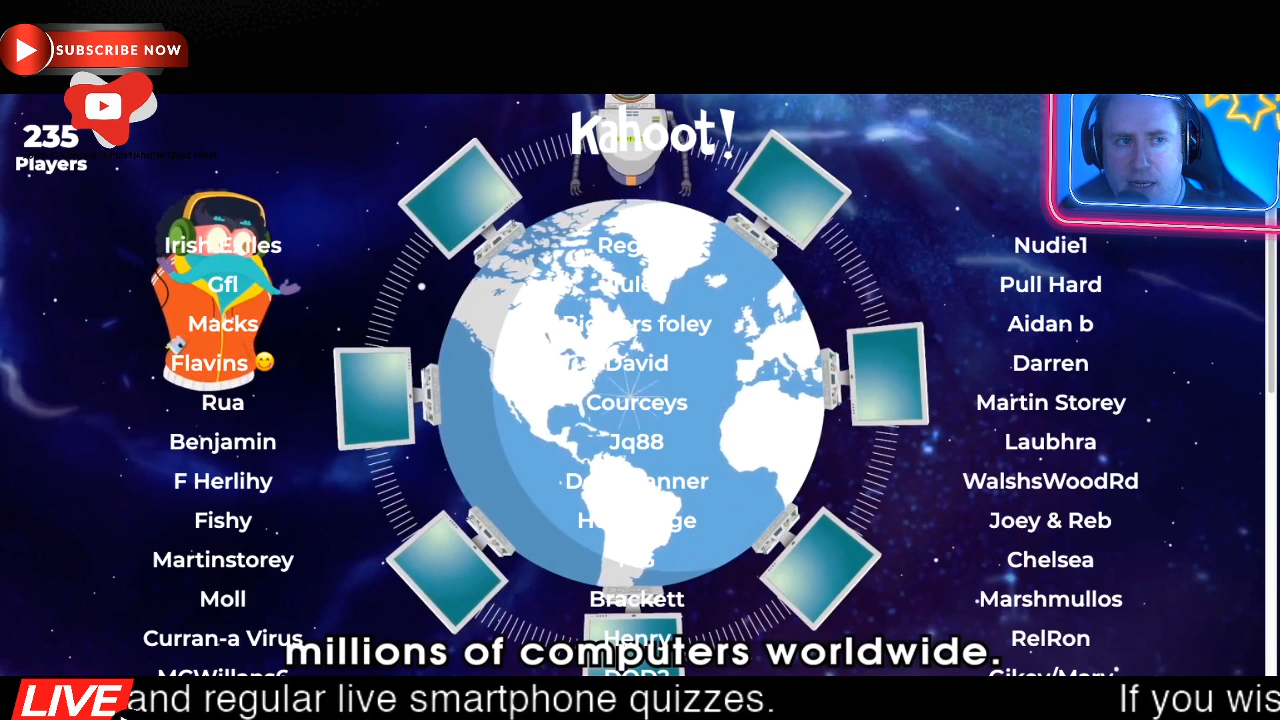 SUBSCRIBE NOW
235
Players
Kahoot!
Irish Exiles
Gfl
Macks
Flavins 😋
Rua
Benjamin
F Herlihy
Fishy
Martinstorey
Moll
Curran-a Virus
foley
David
Courceys
Jq88
Brackett
Henry
Nudie1
Pull Hard
Aidan b
Darren
Martin Storey
Laubhra
WalshsWoodRd
Joey & Reb
Chelsea
Marshmullos
RelRon
millions of computers worldwide.
LIVE
and regular live smartphone quizzes. If you wis